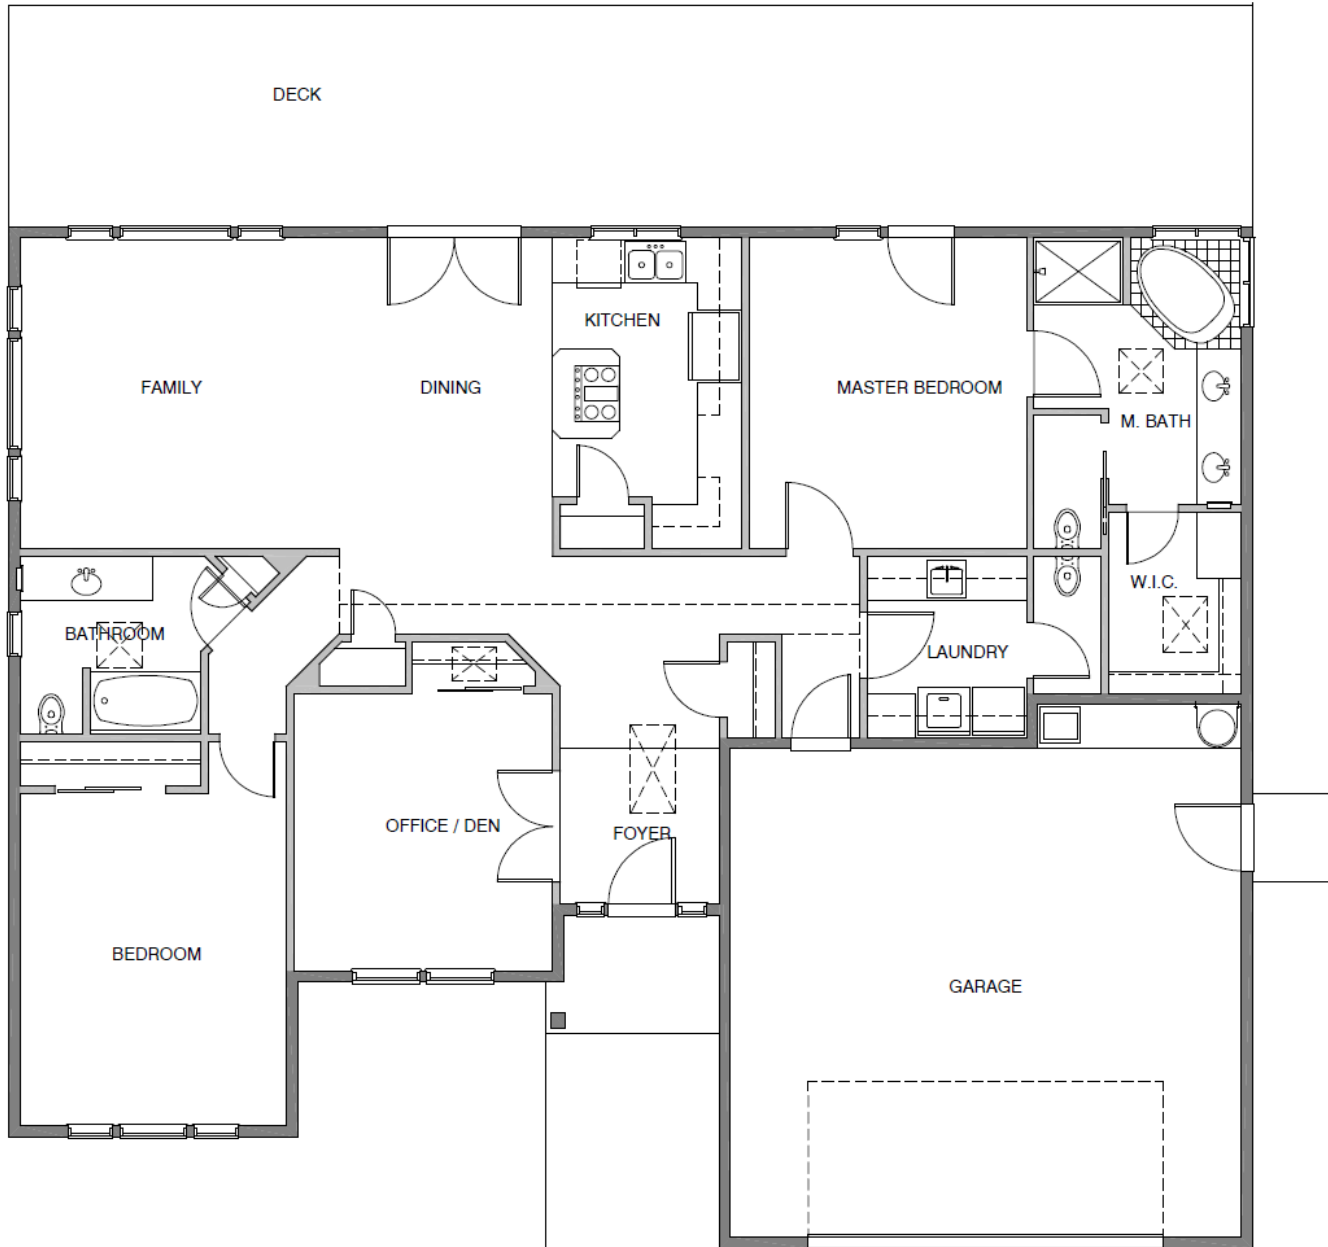 DECK
KITCHEN
FAMILY
DINING
MASTER BEDROOM
M. BATH
W.I.C.
BATHROOM
LAUNDRY
OFFICE / DEN
FOYER
BEDROOM
GARAGE